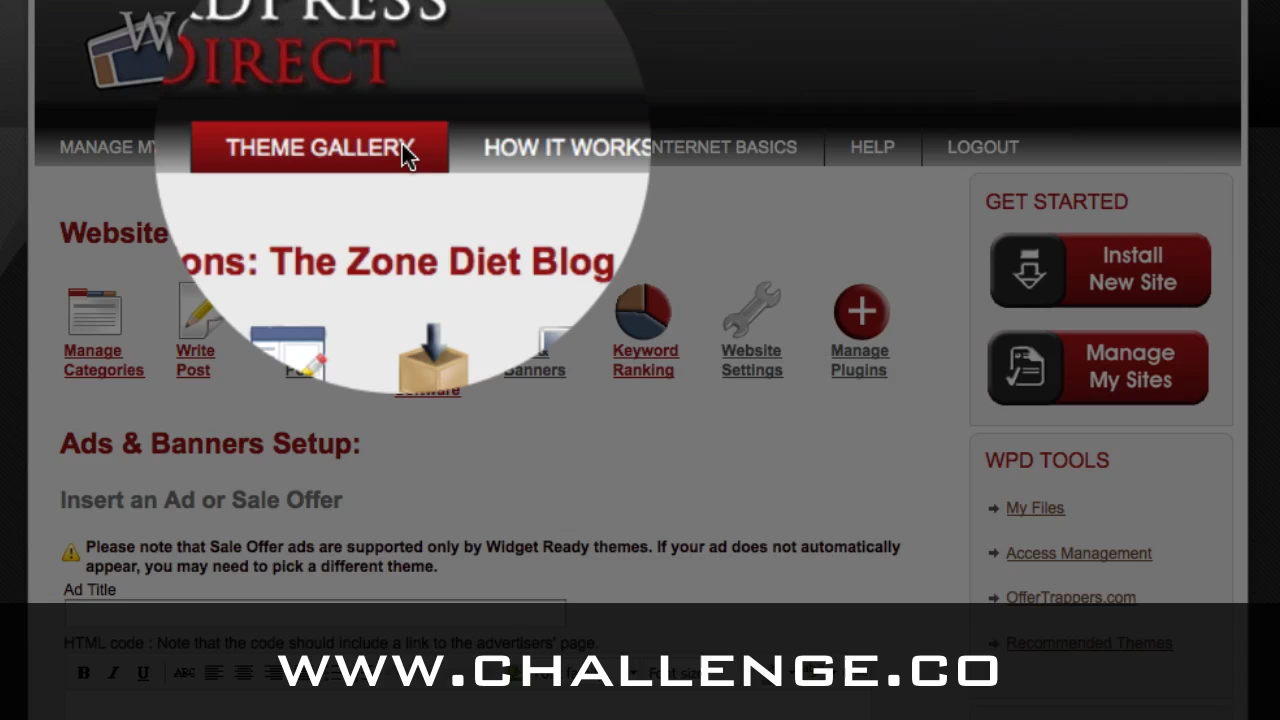 W
ADPRESS
DIRECT
MANAGE MY
THEME GALLERY
HOW IT WORKS
NTERNET BASICS
HELP
LOGOUT
Website
ons: The Zone Diet Blog
Manage
Categories
Write
Post
Software
&
Banners
Keyword
Ranking
Website
Settings
Manage
Plugins
GET STARTED
Install
New Site
Manage
My Sites
Ads & Banners Setup:
Insert an Ad or Sale Offer
Please note that Sale Offer ads are supported only by Widget Ready themes. If your ad does not automatically
appear, you may need to pick a different theme.
Ad Title
HTML code : Note that the code should include a link to the advertisers' page.
B I U ABC
Font size
WPD TOOLS
My Files
Access Management
OfferTrappers.com
Recommended Themes
WWW.CHALLENGE.CO